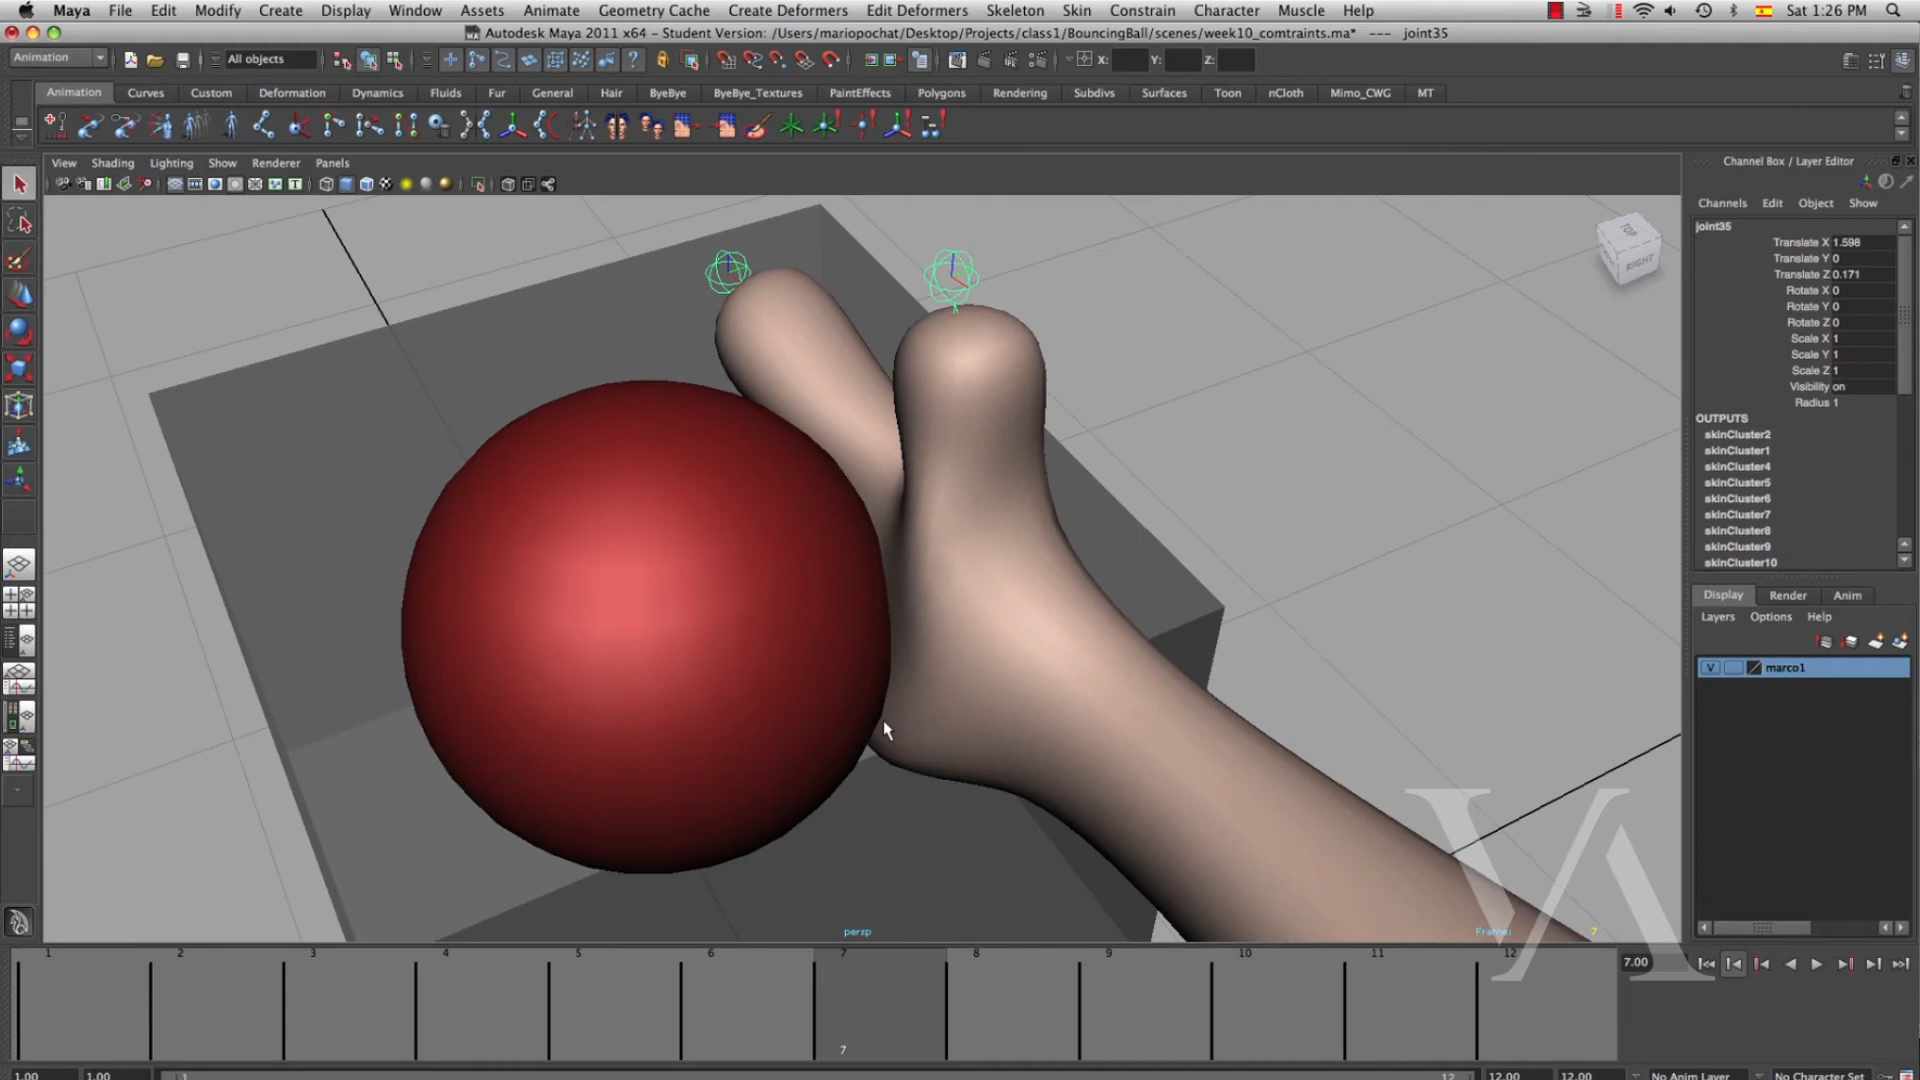 Maya File Edit Modify Create Display Window Assets Animate Geometry Cache Create Deformers Edit Deformers Skeleton Skin Constrain Character Muscle Help Sat 1:26 PM
Autodesk Maya 2011 x64 – Student Version: /Users/mariopochat/Desktop/Projects/class1/BouncingBall/scenes/week10_comtraints.ma* --- joint35
Animation All objects ? X: Y: Z:
Animation Curves Custom Deformation Dynamics Fluids Fur General Hair ByeBye ByeBye_Textures PaintEffects Polygons Rendering Subdivs Surfaces Toon nCloth Mimo_CWG MT
Channel Box / Layer Editor
View Shading Lighting Show Renderer Panels
Channels Edit Object Show
joint35
Translate X 1.598
Translate Y 0
Translate Z 0.171
Rotate X 0
Rotate Y 0
Rotate Z 0
Scale X 1
Scale Y 1
Scale Z 1
Visibility on
Radius 1
OUTPUTS
skinCluster2
skinCluster1
skinCluster4
skinCluster5
skinCluster6
skinCluster7
skinCluster8
skinCluster9
skinCluster10
TOP
RIGHT
Display Render Anim
Layers Options Help
V marco1
persp
Frame: 7
VA
1 2 3 4 5 6 7 8 9 10 11 12
7.00
7
1.00 1.00 1 12 12.00 12.00 No Anim Layer No Character Set